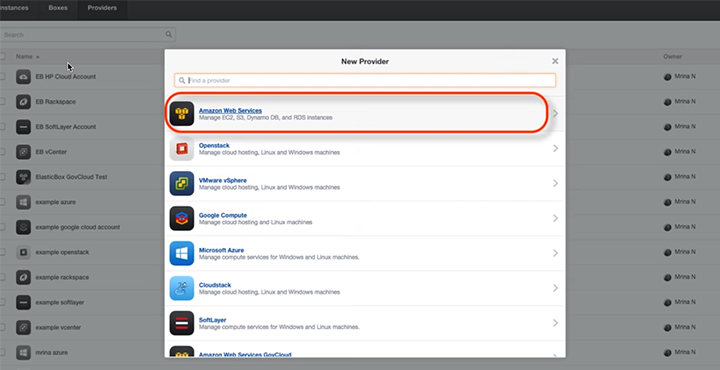 Instances Boxes Providers
Search
Name Owner
New Provider
Find a provider
Amazon Web Services
Manage EC2, S3, Dynamo DB, and RDS instances
Openstack
Manage cloud hosting, Linux and Windows machines
VMware vSphere
Manage cloud hosting, Linux and Windows machines
Google Compute
Manage cloud hosting and Linux machines
Microsoft Azure
Manage compute services for Windows and Linux machines.
Cloudstack
Manage cloud hosting, Linux and Windows machines
SoftLayer
Manage compute services for Windows and Linux machines.
Amazon Web Services GovCloud
EB HP Cloud Account Mrina N
EB Rackspace Mrina N
EB SoftLayer Account Mrina N
EB vCenter Mrina N
ElasticBox GovCloud Test Mrina N
example azure Mrina N
example google cloud account Mrina N
example openstack Mrina N
example rackspace Mrina N
example softlayer Mrina N
example vcenter Mrina N
mrina azure Mrina N